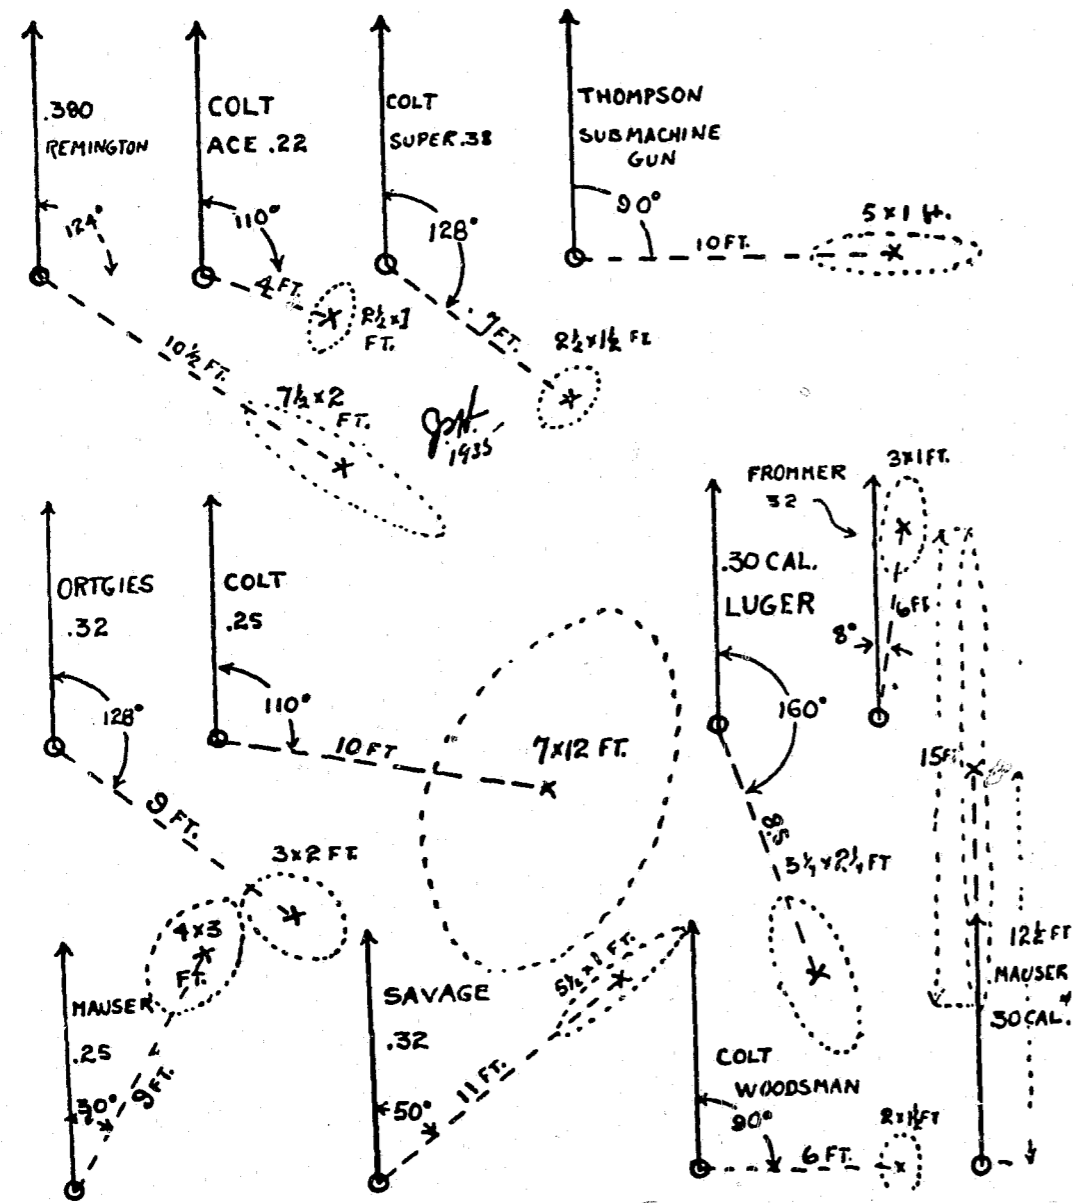 .380
REMINGTON
124°
10½ FT.
7½ × 2
FT.
COLT
ACE .22
110°
4 FT.
2½ × 1
FT.
COLT
SUPER .38
128°
7 FT.
2½ × 1½ FT
THOMPSON
SUBMACHINE
GUN
90°
10 FT.
5 × 1 ft.
1935
ORTGIES
.32
128°
9 FT.
3 × 2 FT.
COLT
.25
110°
10 FT
7 × 12 FT.
.30 CAL.
LUGER
160°
8.5
5¼ × 2¼ FT
FROMMER
32
3 × 1 FT.
8°
6 FT
15 FT
12½ FT
MAUSER
30 CAL.
MAUSER
.25
30°
9 FT.
4 × 3
FT.
SAVAGE
.32
50°
11 FT.
5½ × 1 FT.
COLT
WOODSMAN
90°
6 FT.
2 × 1½ FT